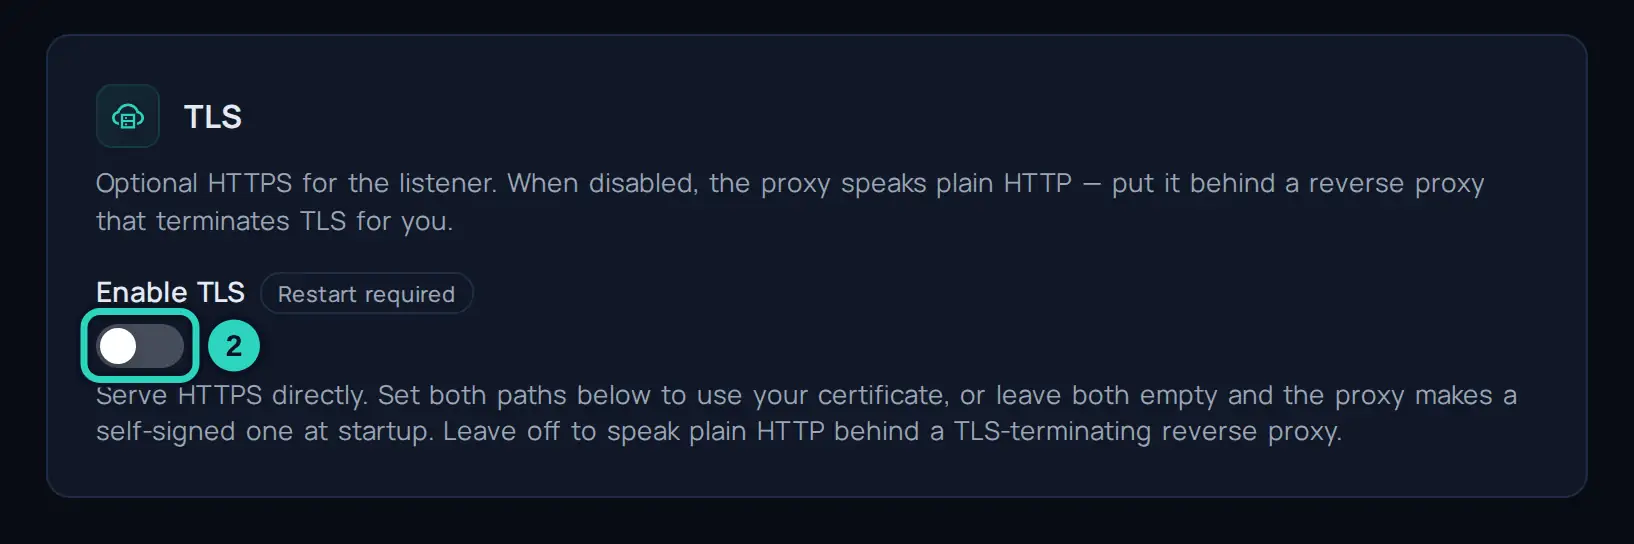 TLS
Optional HTTPS for the listener. When disabled, the proxy speaks plain HTTP — put it behind a reverse proxy
that terminates TLS for you.
Enable TLS Restart required
2
Serve HTTPS directly. Set both paths below to use your certificate, or leave both empty and the proxy makes a
self-signed one at startup. Leave off to speak plain HTTP behind a TLS-terminating reverse proxy.